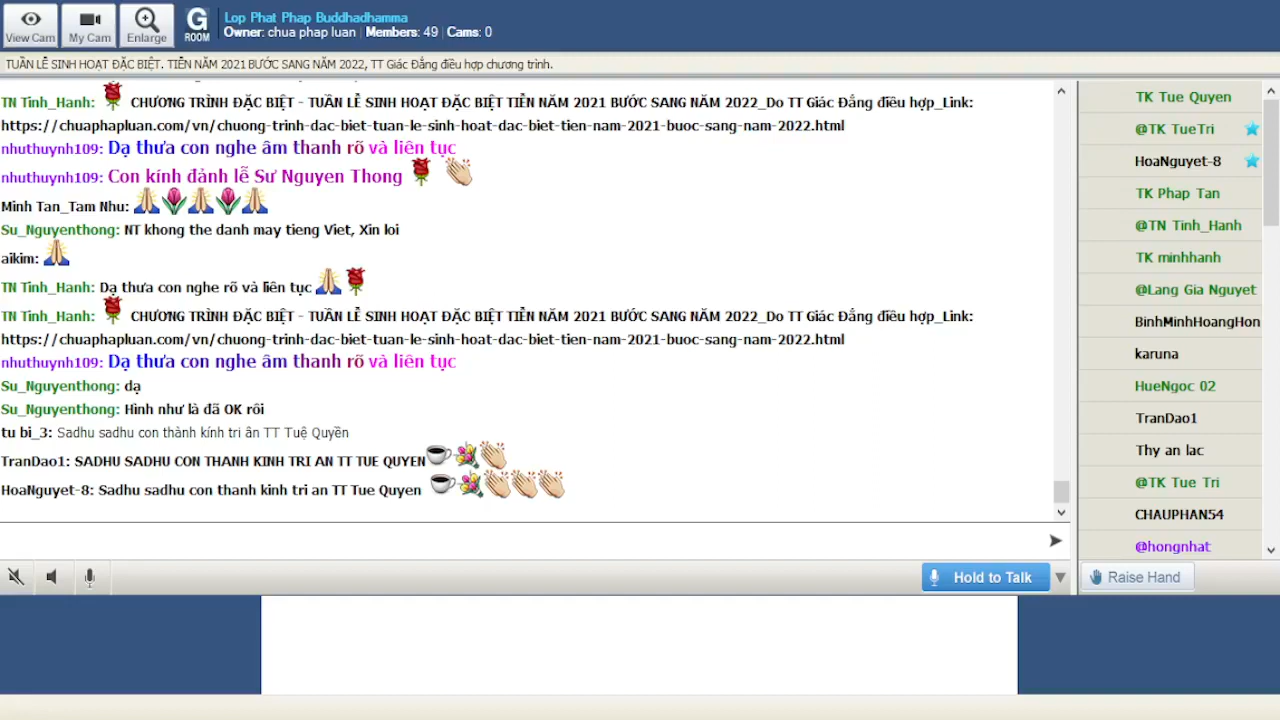 View Cam
My Cam
Enlarge
G
ROOM
Lop Phat Phap Buddhadhamma
Owner: chua phap luan | Members: 49 | Cams: 0
TUẦN LỄ SINH HOẠT ĐẶC BIỆT. TIỄN NĂM 2021 BƯỚC SANG NĂM 2022, TT Giác Đẳng điều hợp chương trình.
TN Tinh_Hanh: CHƯƠNG TRÌNH ĐẶC BIỆT - TUẦN LỄ SINH HOẠT ĐẶC BIỆT TIỄN NĂM 2021 BƯỚC SANG NĂM 2022_Do TT Giác Đẳng điều hợp_Link:
https://chuaphapluan.com/vn/chuong-trinh-dac-biet-tuan-le-sinh-hoat-dac-biet-tien-nam-2021-buoc-sang-nam-2022.html
nhuthuynh109: Dạ thưa con nghe âm thanh rõ và liên tục
nhuthuynh109: Con kính đảnh lễ Sư Nguyen Thong
Minh Tan_Tam Nhu:
Su_Nguyenthong: NT khong the danh may tieng Viet, Xin loi
aikim:
TN Tinh_Hanh: Dạ thưa con nghe rõ và liên tục
TN Tinh_Hanh: CHƯƠNG TRÌNH ĐẶC BIỆT - TUẦN LỄ SINH HOẠT ĐẶC BIỆT TIỄN NĂM 2021 BƯỚC SANG NĂM 2022_Do TT Giác Đẳng điều hợp_Link:
https://chuaphapluan.com/vn/chuong-trinh-dac-biet-tuan-le-sinh-hoat-dac-biet-tien-nam-2021-buoc-sang-nam-2022.html
nhuthuynh109: Dạ thưa con nghe âm thanh rõ và liên tục
Su_Nguyenthong: dạ
Su_Nguyenthong: Hình như là đã OK rồi
tu bi_3: Sadhu sadhu con thành kính tri ân TT Tuệ Quyền
TranDao1: SADHU SADHU CON THANH KINH TRI AN TT TUE QUYEN
HoaNguyet-8: Sadhu sadhu con thanh kinh tri an TT Tue Quyen
TK Tue Quyen
@TK TueTri
HoaNguyet-8
TK Phap Tan
@TN Tinh_Hanh
TK minhhanh
@Lang Gia Nguyet
BinhMinhHoangHon
karuna
HueNgoc 02
TranDao1
Thy an lac
@TK Tue Tri
CHAUPHAN54
@hongnhat
Hold to Talk
Raise Hand